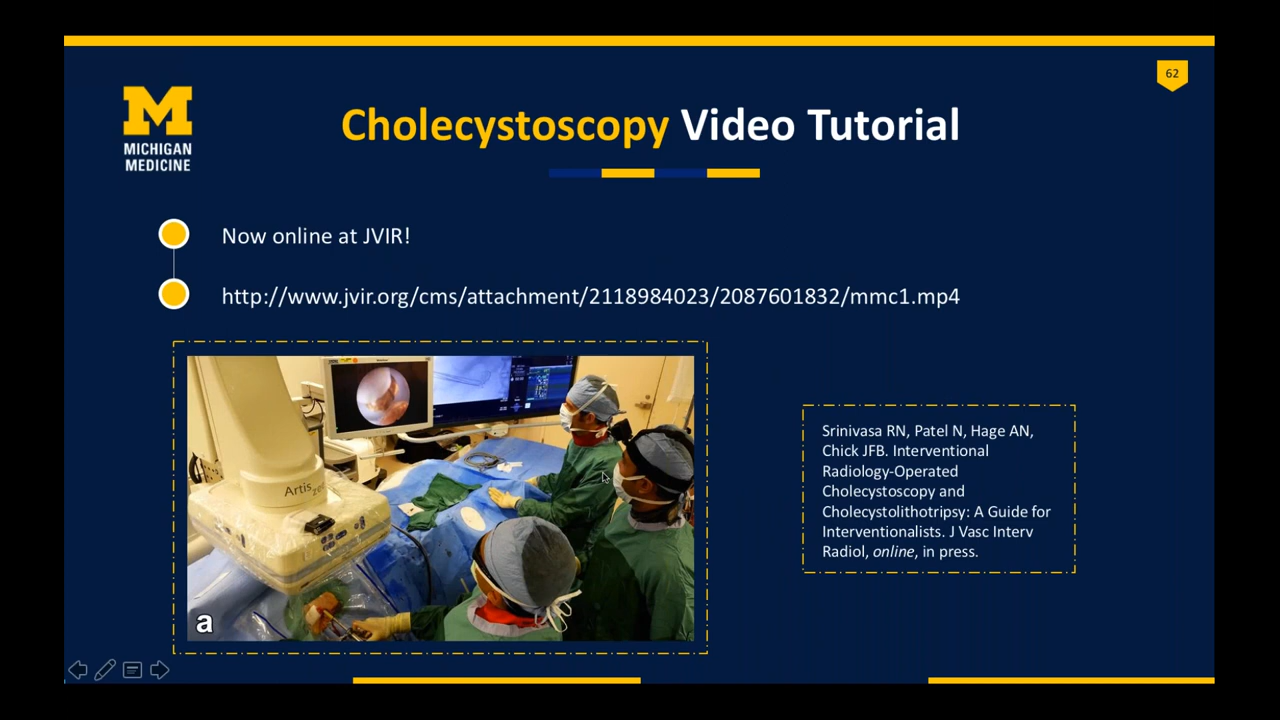 62
MICHIGAN
MEDICINE
Cholecystoscopy Video Tutorial
Now online at JVIR!
http://www.jvir.org/cms/attachment/2118984023/2087601832/mmc1.mp4
Artis
a
Srinivasa RN, Patel N, Hage AN,
Chick JFB. Interventional
Radiology-Operated
Cholecystoscopy and
Cholecystolithotripsy: A Guide for
Interventionalists. J Vasc Interv
Radiol, online, in press.